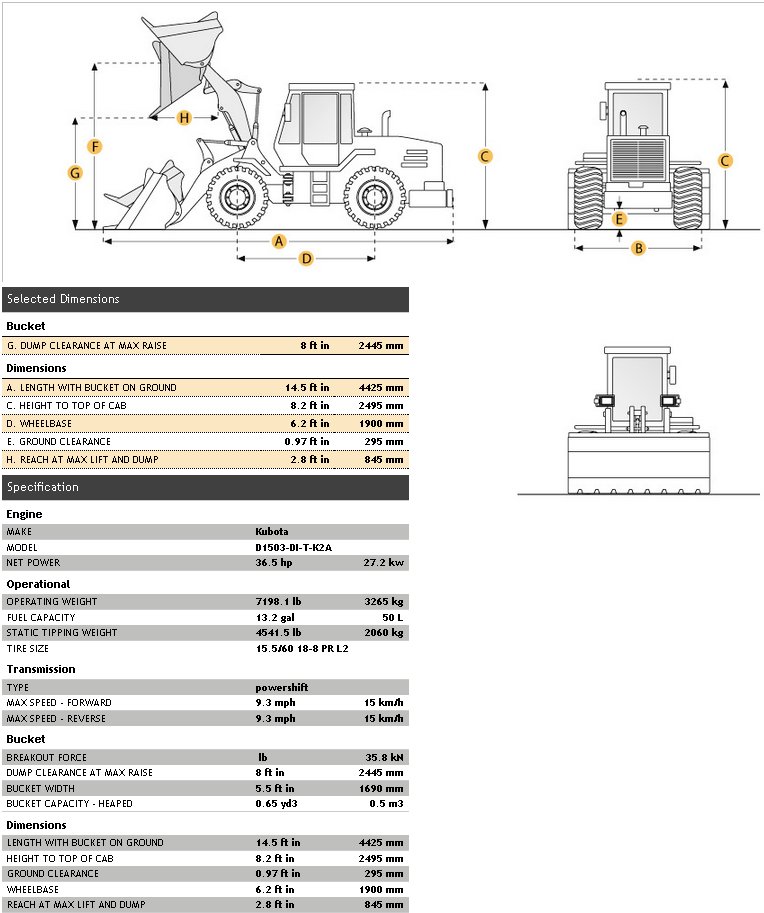 H
F
G
C
A
D
C
E
B
Selected Dimensions
Bucket
G. DUMP CLEARANCE AT MAX RAISE 8 ft in 2445 mm
Dimensions
A. LENGTH WITH BUCKET ON GROUND 14.5 ft in 4425 mm
C. HEIGHT TO TOP OF CAB 8.2 ft in 2495 mm
D. WHEELBASE 6.2 ft in 1900 mm
E. GROUND CLEARANCE 0.97 ft in 295 mm
H. REACH AT MAX LIFT AND DUMP 2.8 ft in 845 mm
Specification
Engine
MAKE Kubota
MODEL D1503-DI-T-K2A
NET POWER 36.5 hp 27.2 kw
Operational
OPERATING WEIGHT 7198.1 lb 3265 kg
FUEL CAPACITY 13.2 gal 50 L
STATIC TIPPING WEIGHT 4541.5 lb 2060 kg
TIRE SIZE 15.5/60 18-8 PR L2
Transmission
TYPE powershift
MAX SPEED - FORWARD 9.3 mph 15 km/h
MAX SPEED - REVERSE 9.3 mph 15 km/h
Bucket
BREAKOUT FORCE lb 35.8 kN
DUMP CLEARANCE AT MAX RAISE 8 ft in 2445 mm
BUCKET WIDTH 5.5 ft in 1690 mm
BUCKET CAPACITY - HEAPED 0.65 yd3 0.5 m3
Dimensions
LENGTH WITH BUCKET ON GROUND 14.5 ft in 4425 mm
HEIGHT TO TOP OF CAB 8.2 ft in 2495 mm
GROUND CLEARANCE 0.97 ft in 295 mm
WHEELBASE 6.2 ft in 1900 mm
REACH AT MAX LIFT AND DUMP 2.8 ft in 845 mm